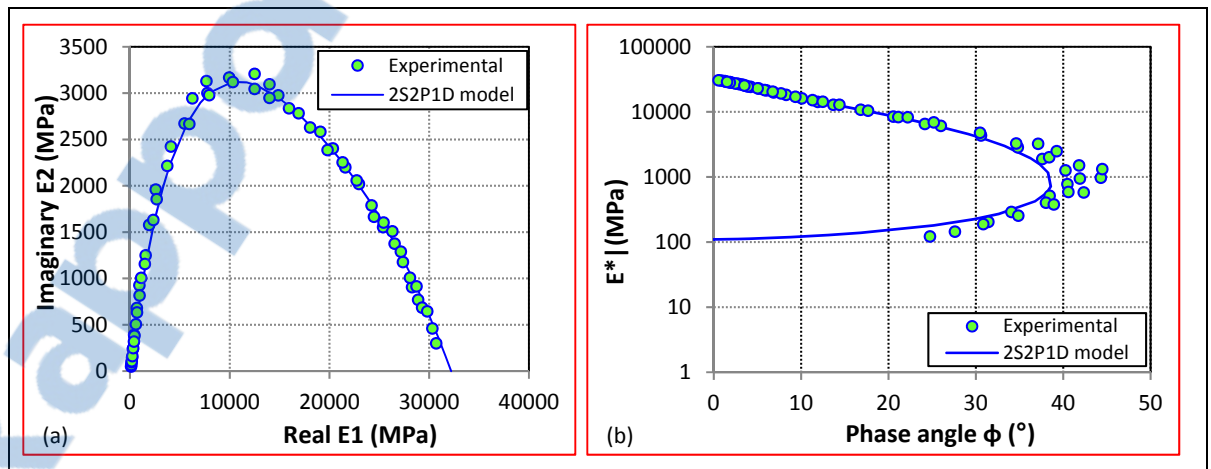 3500
3000
2500
2000
1500
1000
500
0
Imaginary E2 (MPa)
Experimental
2S2P1D model
0 10000 20000 30000 40000
(a) Real E1 (MPa)
100000
10000
1000
100
10
1
E*|(MPa)
Experimental
2S2P1D model
0 10 20 30 40 50
(b) Phase angle ϕ (°)